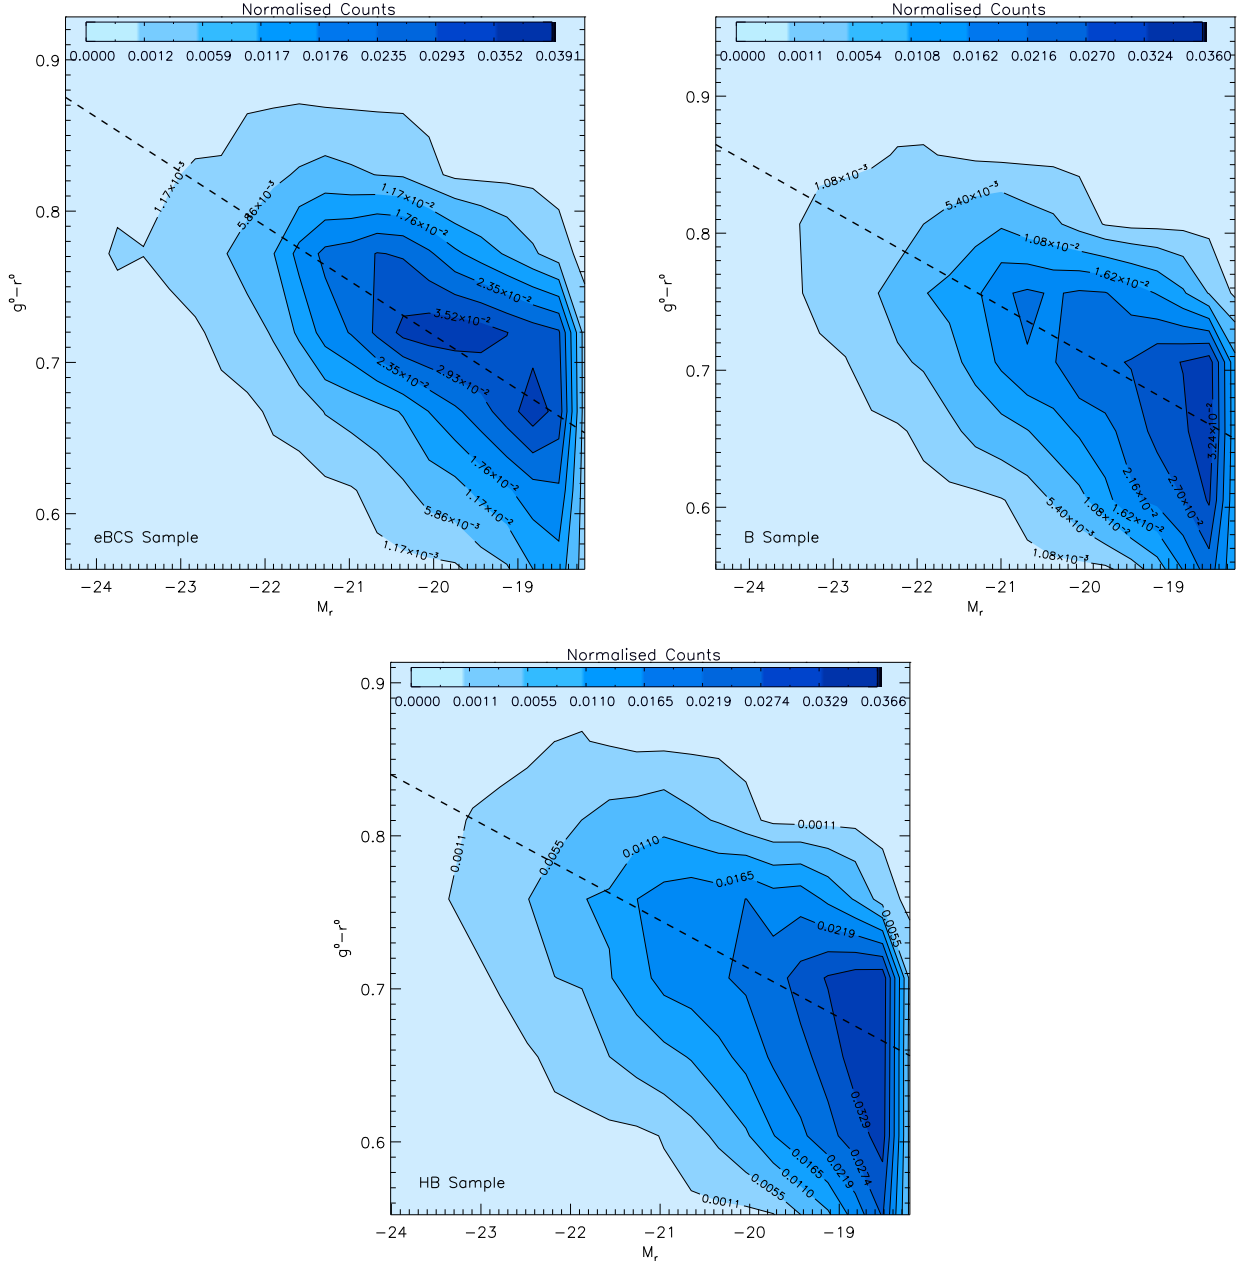 Normalised Counts
0.0000 0.0012 0.0059 0.0117 0.0176 0.0235 0.0293 0.0352 0.0391
0.9
0.8
0.7
0.6
g⁰−r⁰
1.17×10⁻³
5.86×10⁻³
1.17×10⁻²
1.76×10⁻²
2.35×10⁻²
3.52×10⁻²
2.93×10⁻²
2.35×10⁻²
1.76×10⁻²
1.17×10⁻²
5.86×10⁻³
1.17×10⁻³
eBCS Sample
−24 −23 −22 −21 −20 −19
Mᵣ
Normalised Counts
0.0000 0.0011 0.0054 0.0108 0.0162 0.0216 0.0270 0.0324 0.0360
0.9
0.8
0.7
0.6
g⁰−r⁰
1.08×10⁻³
5.40×10⁻³
1.08×10⁻²
1.62×10⁻²
3.24×10⁻²
2.16×10⁻²
2.70×10⁻²
1.62×10⁻²
1.08×10⁻²
5.40×10⁻³
1.08×10⁻³
B Sample
−24 −23 −22 −21 −20 −19
Mᵣ
Normalised Counts
0.0000 0.0011 0.0055 0.0110 0.0165 0.0219 0.0274 0.0329 0.0366
0.9
0.8
0.7
0.6
g⁰−r⁰
0.0011
0.0011
0.0055
0.0110
0.0165
0.0219
0.0055
0.0329
0.0274
0.0219
0.0165
0.0110
0.0055
0.0011
HB Sample
−24 −23 −22 −21 −20 −19
Mᵣ